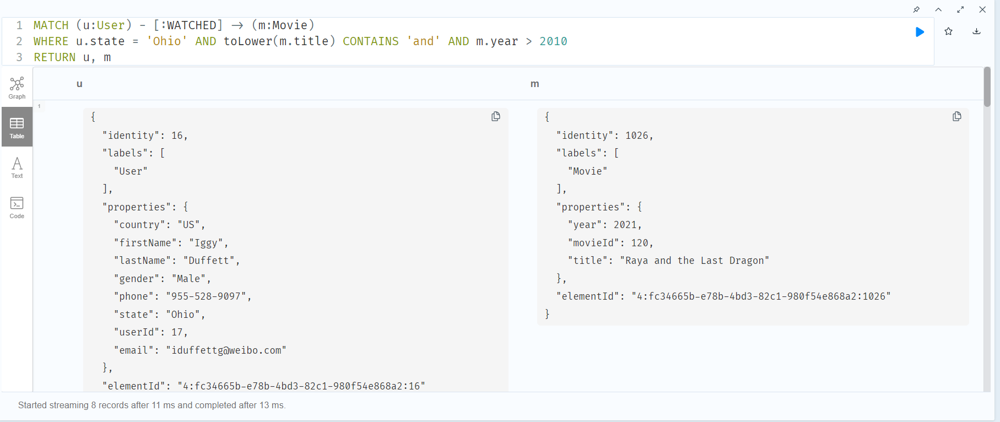 1 MATCH (u:User) - [:WATCHED] → (m:Movie)
2 WHERE u.state = 'Ohio' AND toLower(m.title) CONTAINS 'and' AND m.year > 2010
3 RETURN u, m
Graph
Table
Text
Code
u
m
1
{
"identity": 16,
"labels": [
"User"
],
"properties": {
"country": "US",
"firstName": "Iggy",
"lastName": "Duffett",
"gender": "Male",
"phone": "955-528-9097",
"state": "Ohio",
"userId": 17,
"email": "iduffettg@weibo.com"
},
"elementId": "4:fc34665b-e78b-4bd3-82c1-980f54e868a2:16"
{
"identity": 1026,
"labels": [
"Movie"
],
"properties": {
"year": 2021,
"movieId": 120,
"title": "Raya and the Last Dragon"
},
"elementId": "4:fc34665b-e78b-4bd3-82c1-980f54e868a2:1026"
}
Started streaming 8 records after 11 ms and completed after 13 ms.